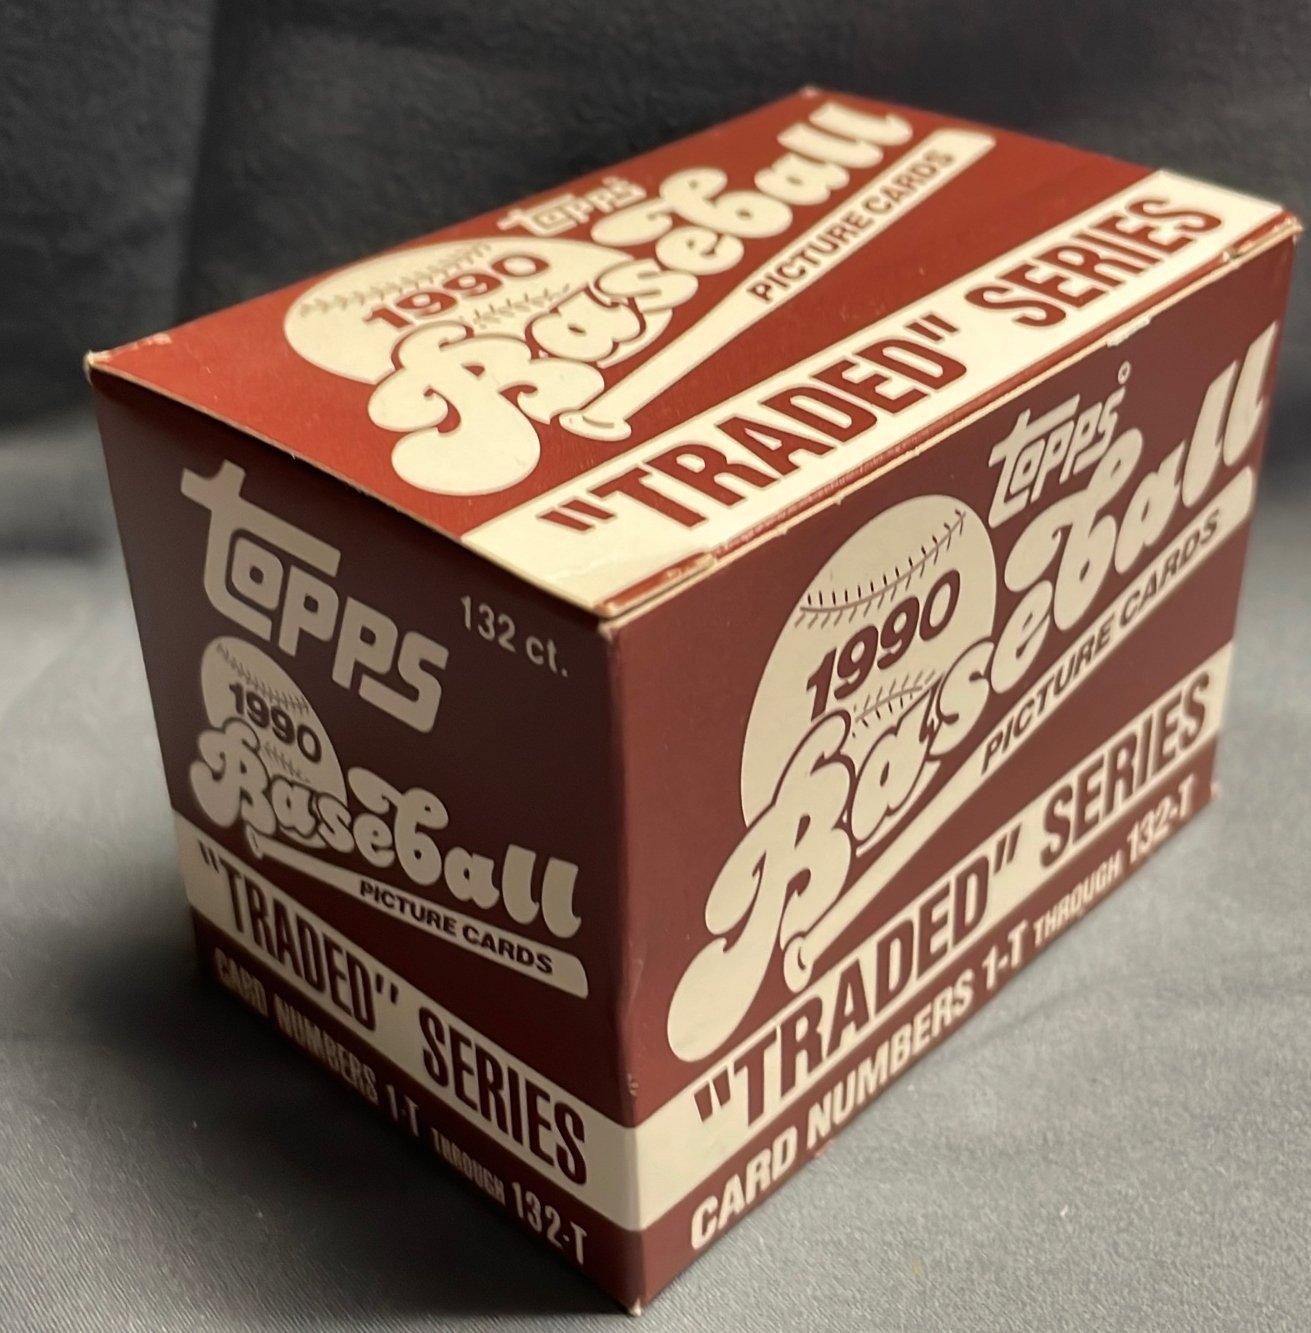 Topps
1990
Baseball
PICTURE CARDS
"TRADED" SERIES
Topps
132 ct.
1990
Baseball
PICTURE CARDS
"TRADED" SERIES
CARD NUMBERS 1-T THROUGH 132-T
Topps©
1990
Baseball
PICTURE CARDS
"TRADED" SERIES
CARD NUMBERS 1-T THROUGH 132-T